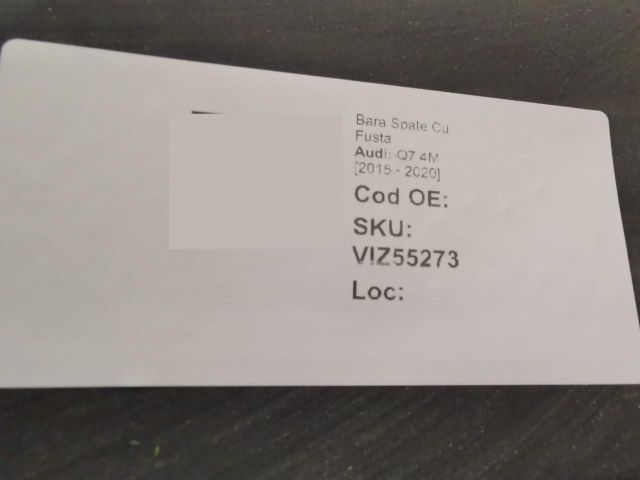 Bara Spate Cu
Fusta
Audi: Q7 4M
[2015 - 2020]
Cod OE:
SKU:
VIZ55273
Loc: